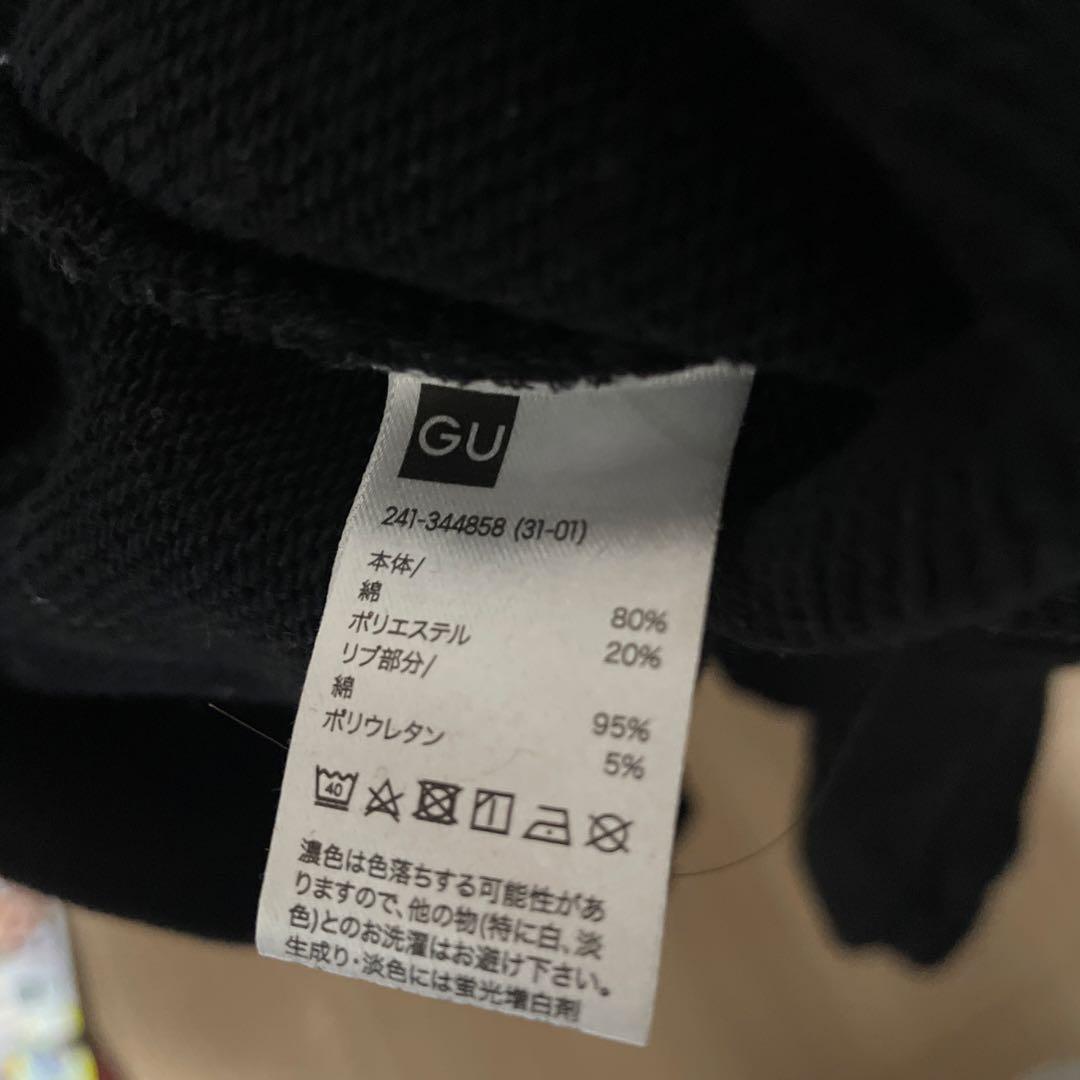 GU
241-344858 (31-01)
本体/
綿 80%
ポリエステル 20%
リブ部分/
綿 95%
ポリウレタン 5%
40
濃色は色落ちする可能性があ
りますので、他の物(特に白、淡
色)とのお洗濯はお避け下さい。
生成り・淡色には蛍光増白剤